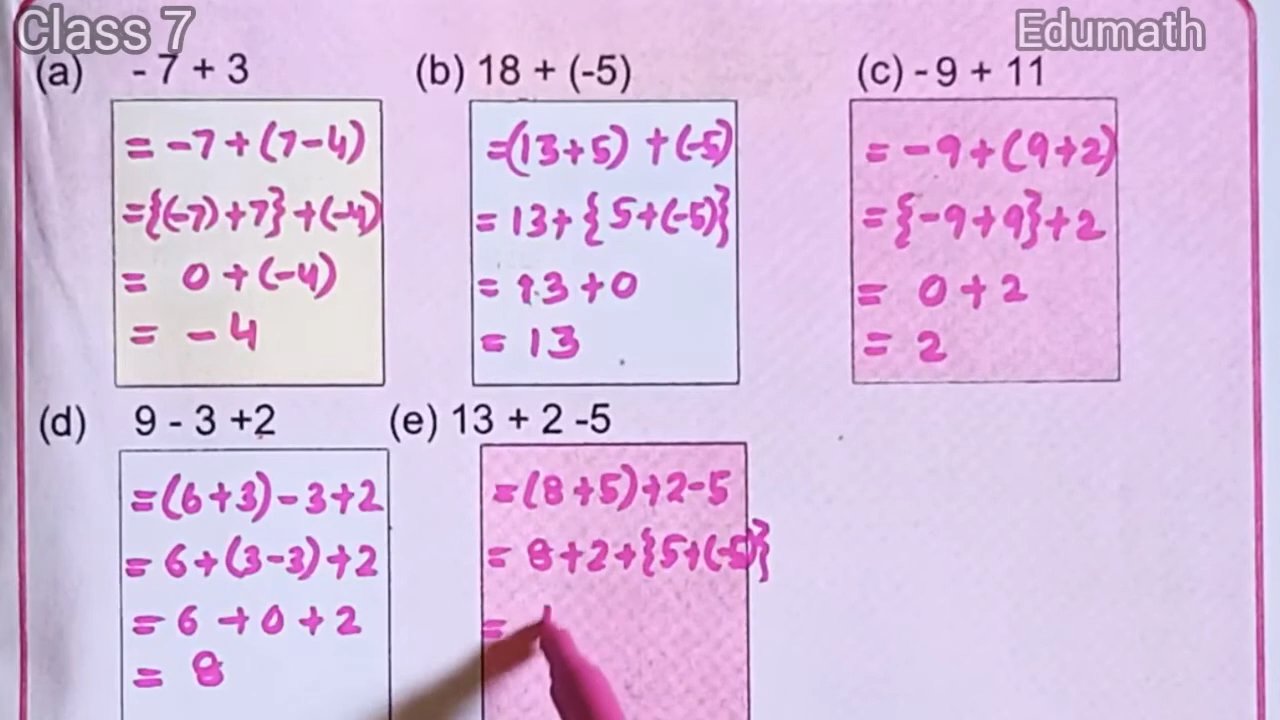 Class 7
Edumath
(a) - 7 + 3
= -7 + (7-4)
= {(-7)+7} + (-4)
= 0 + (-4)
= -4
(b) 18 + (-5)
= (13+5) + (-5)
= 13 + {5+(-5)}
= 13 + 0
= 13
(c) - 9 + 11
= -9 + (9+2)
= {-9+9} + 2
= 0 + 2
= 2
(d) 9 - 3 +2
= (6+3) - 3 + 2
= 6 + (3-3) + 2
= 6 + 0 + 2
= 8
(e) 13 + 2 -5
= (8+5) + 2 - 5
= 8 + 2 + {5+(-5)}
=